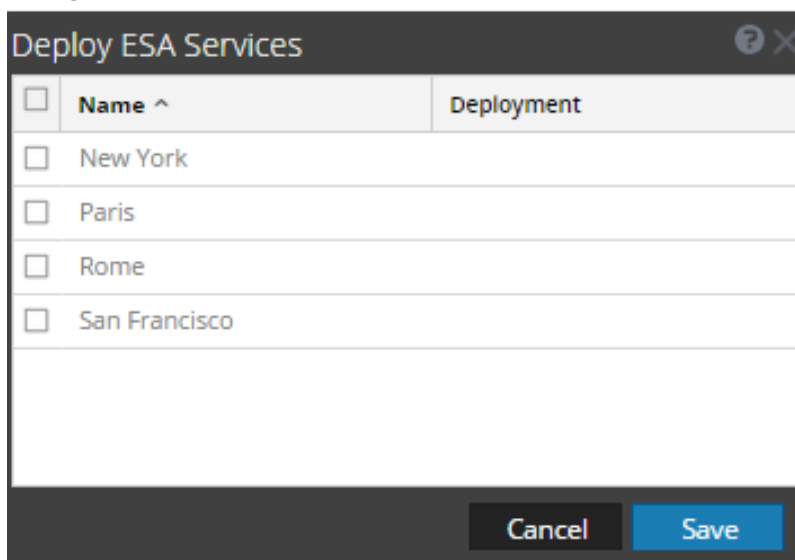 Deploy ESA Services
Name Deployment
New York
Paris
Rome
San Francisco
Cancel Save